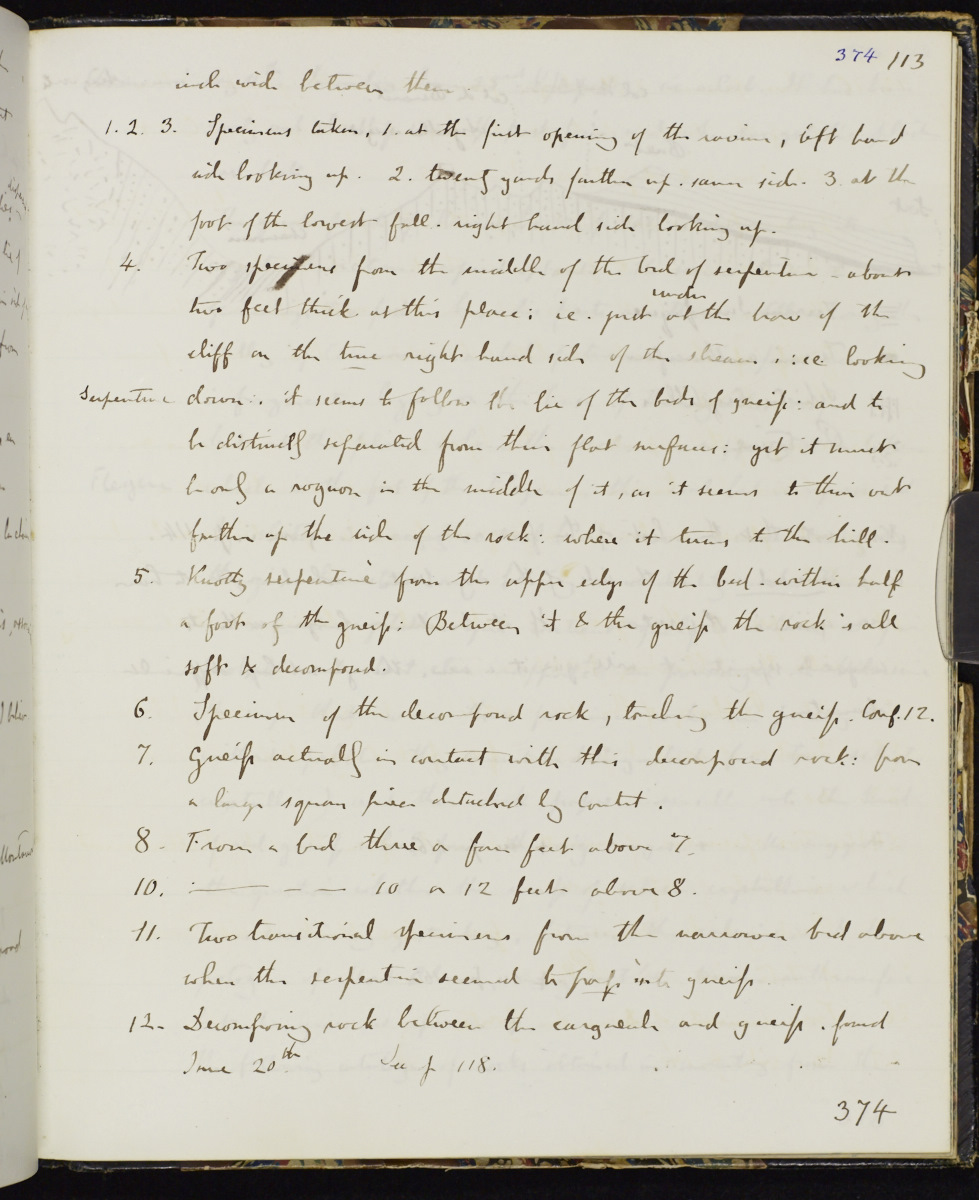 374 113
inch wide between them.
1. 2. 3. Specimens taken, 1. at the first opening of the ravine, left hand
side looking up. 2. twenty yards farther up. same side. 3. at the
foot of the lowest fall. right hand side looking up.
4. Two specimens from the middle of the bed of serpentine - about
two feet thick at this place: ie. just at the brow of the
under
cliff on the true right hand side of the stream: i:ee looking
Serpentine down:. it seems to follow the lie of the beds of gneiss: and to
be distinctly separated from their flat surfaces: yet it must
be only a rognon in the middle of it, as it seems to thin out
farther up the side of the rock: where it turns to the hill.
5. Knotty serpentine from the upper edge of the bed. within half
a foot of the gneiss: Between it & the gneiss the rock is all
soft & decomposed.
6. Specimen of the decomposed rock, touching the gneiss. Conf. 12.
7. Gneiss actually in contact with this decomposed rock: from
a large square piece detached by Coutet.
8. From a bed three or four feet above 7.
10. ——— – — 10 or 12 feet above 8.
11. Two transitional specimens from the narrower bed above
when the serpentine seemed to pass into gneiss.
12. Decomposing rock between the cargneule and gneiss. found
June 20th. See p 118.
374